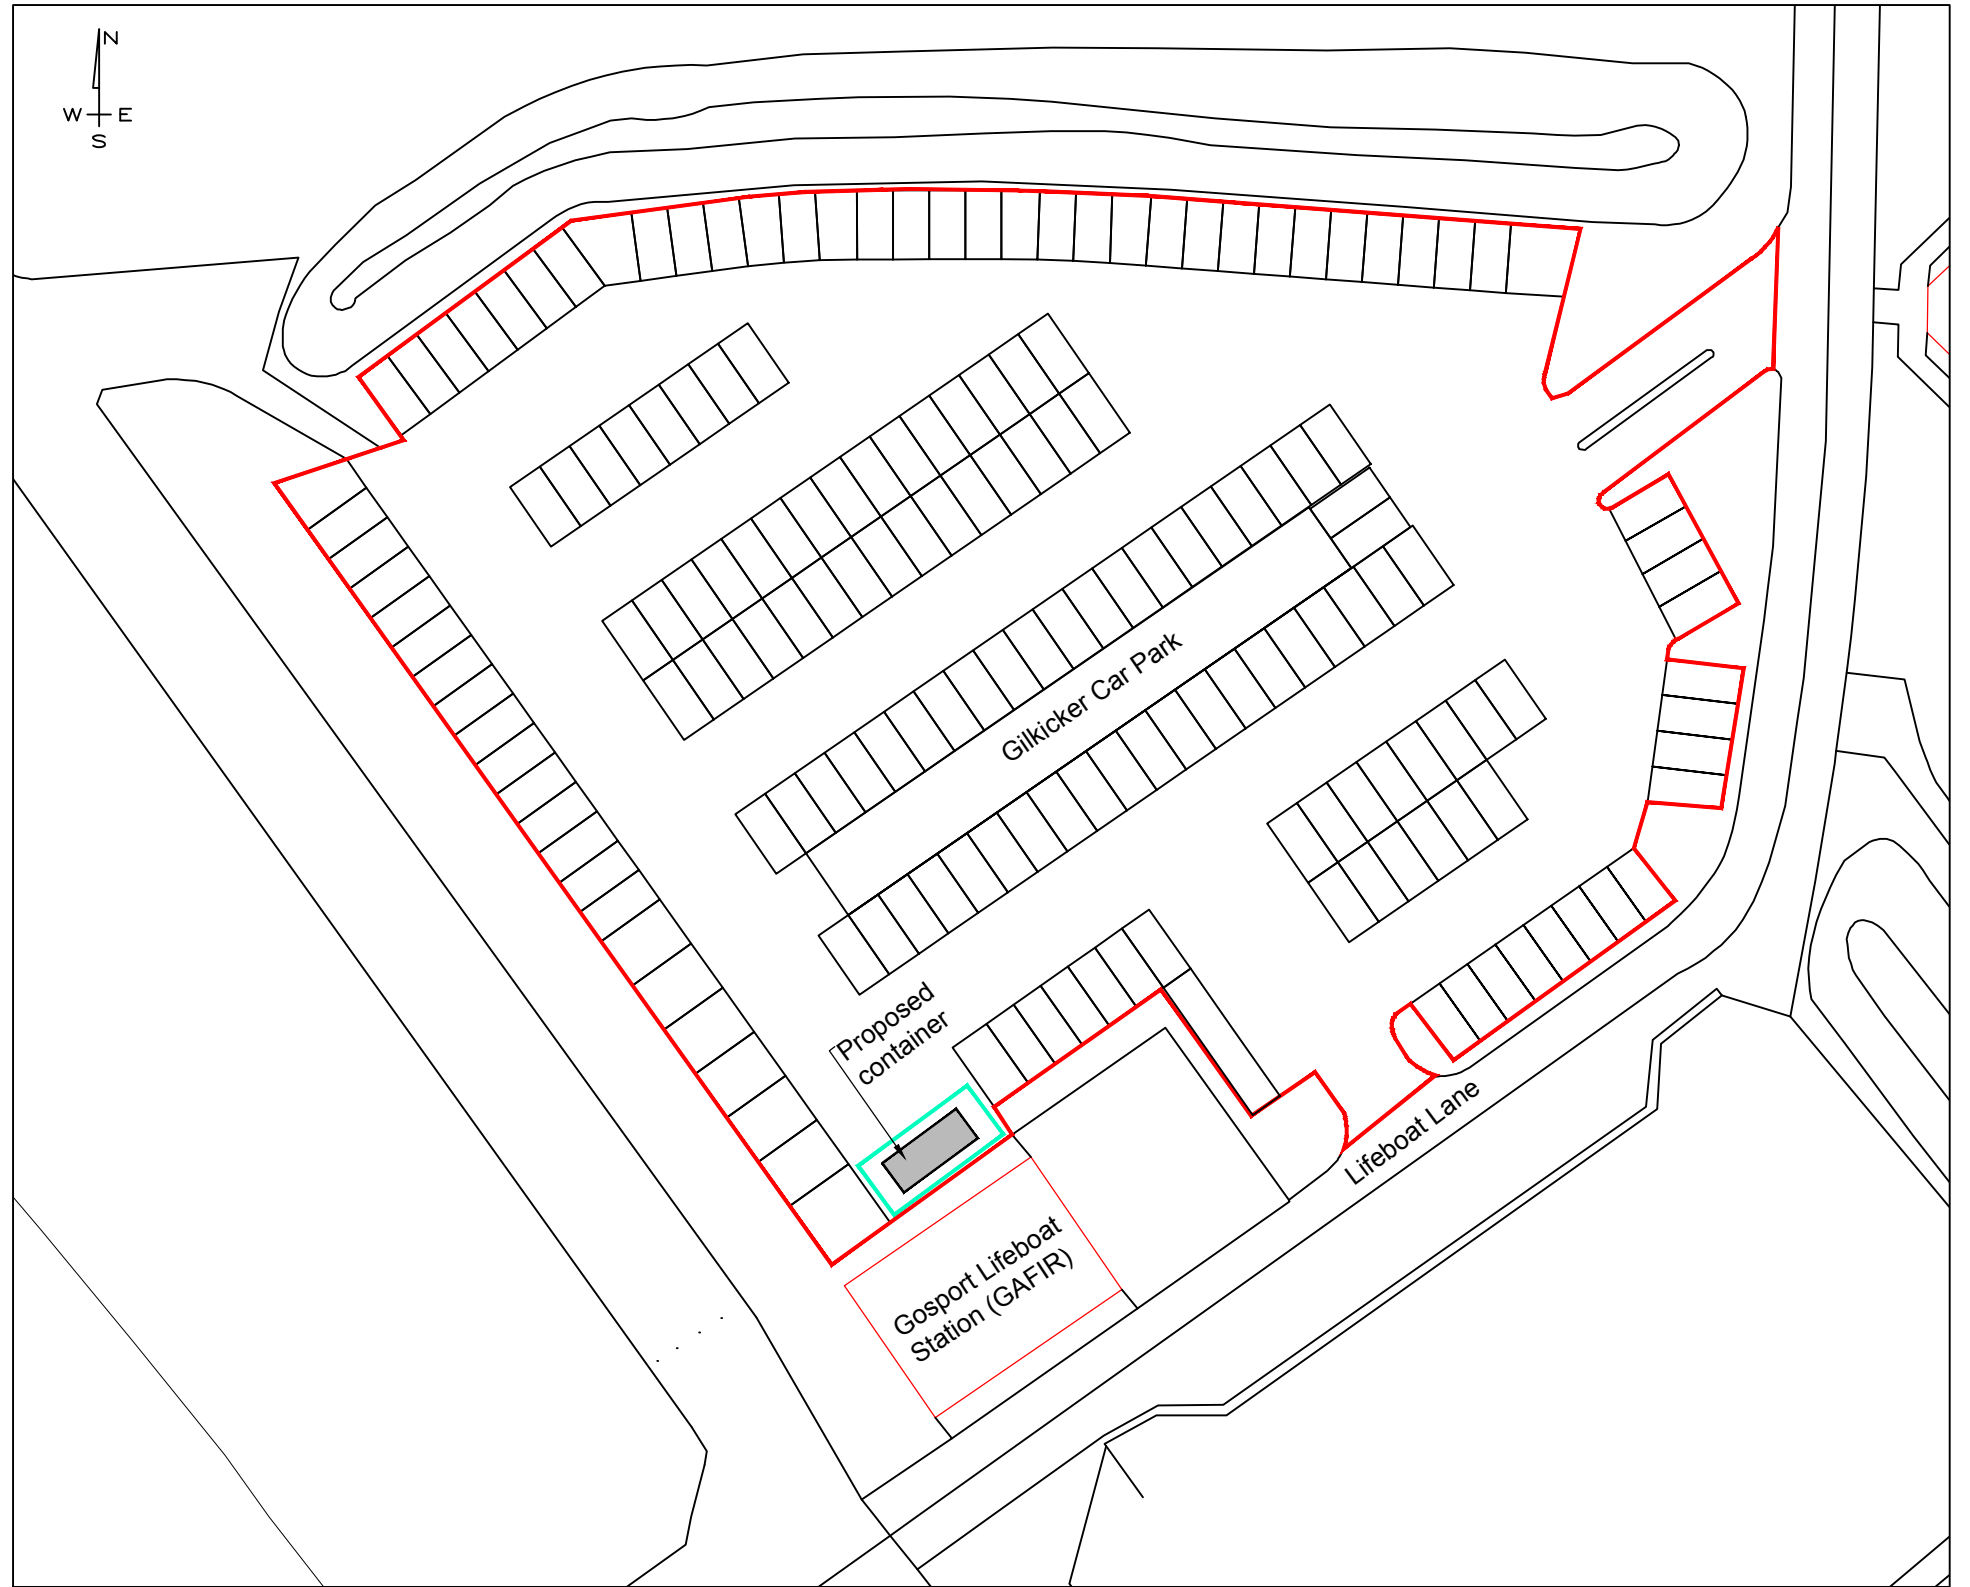 N
W E
S
Gilkicker Car Park
Proposed
container
Lifeboat Lane
Gosport Lifeboat
Station (GAFIR)